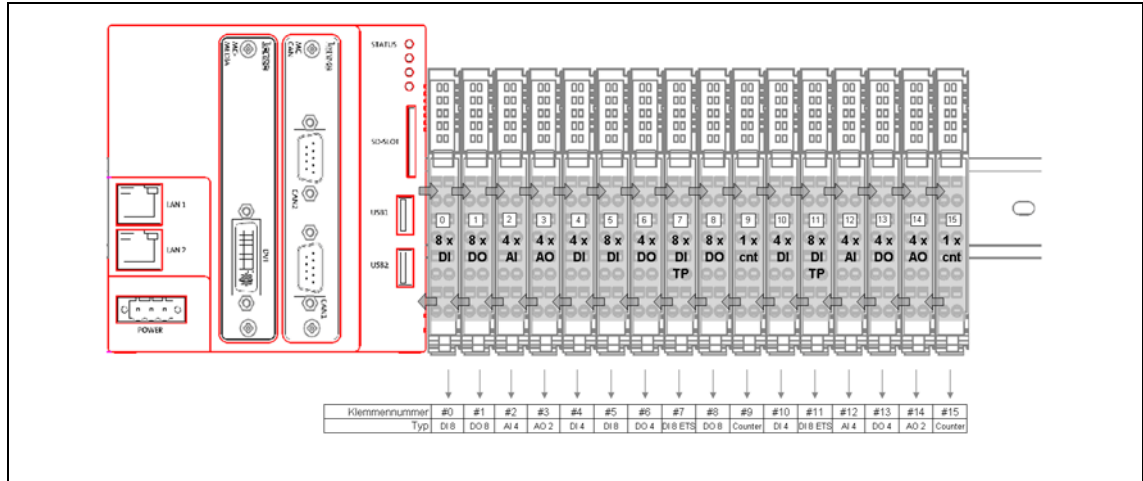 STATUS
SD-SLOT
USB1
USB2
LAN 1
LAN 2
POWER
DVI
CAN2
CAN1
0 1 2 3 4 5 6 7 8 9 10 11 12 13 14 15
8 x 8 x 4 x 4 x 4 x 8 x 4 x 8 x 8 x 1 x 4 x 8 x 4 x 4 x 4 x 1 x
DI DO AI AO DI DI DO DI DO cnt DI DI AI DO AO cnt
TP TP
Klemmennummer #0 #1 #2 #3 #4 #5 #6 #7 #8 #9 #10 #11 #12 #13 #14 #15
Typ DI 8 DO 8 AI 4 AO 2 DI 4 DI 8 DO 4 DI 8 ETS DO 8 Counter DI 4 DI 8 ETS AI 4 DO 4 AO 2 Counter